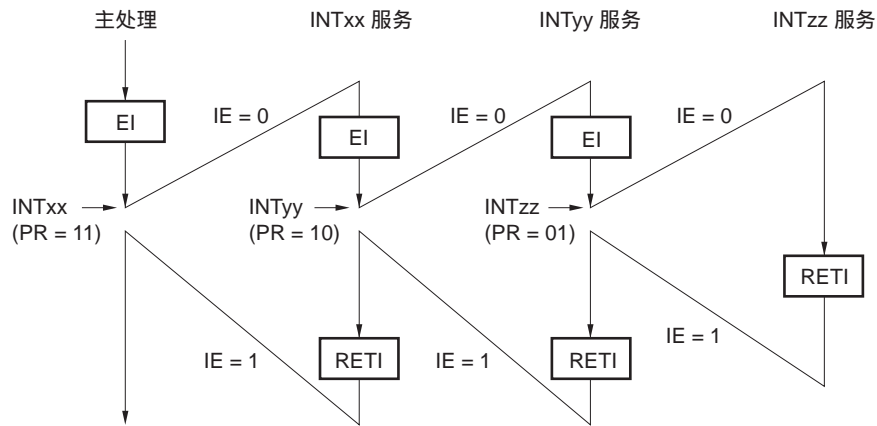 主处理
INTxx 服务
INTyy 服务
INTzz 服务
EI
IE = 0
EI
IE = 0
EI
IE = 0
INTxx
(PR = 11)
INTyy
(PR = 10)
INTzz
(PR = 01)
RETI
IE = 1
RETI
IE = 1
RETI
IE = 1